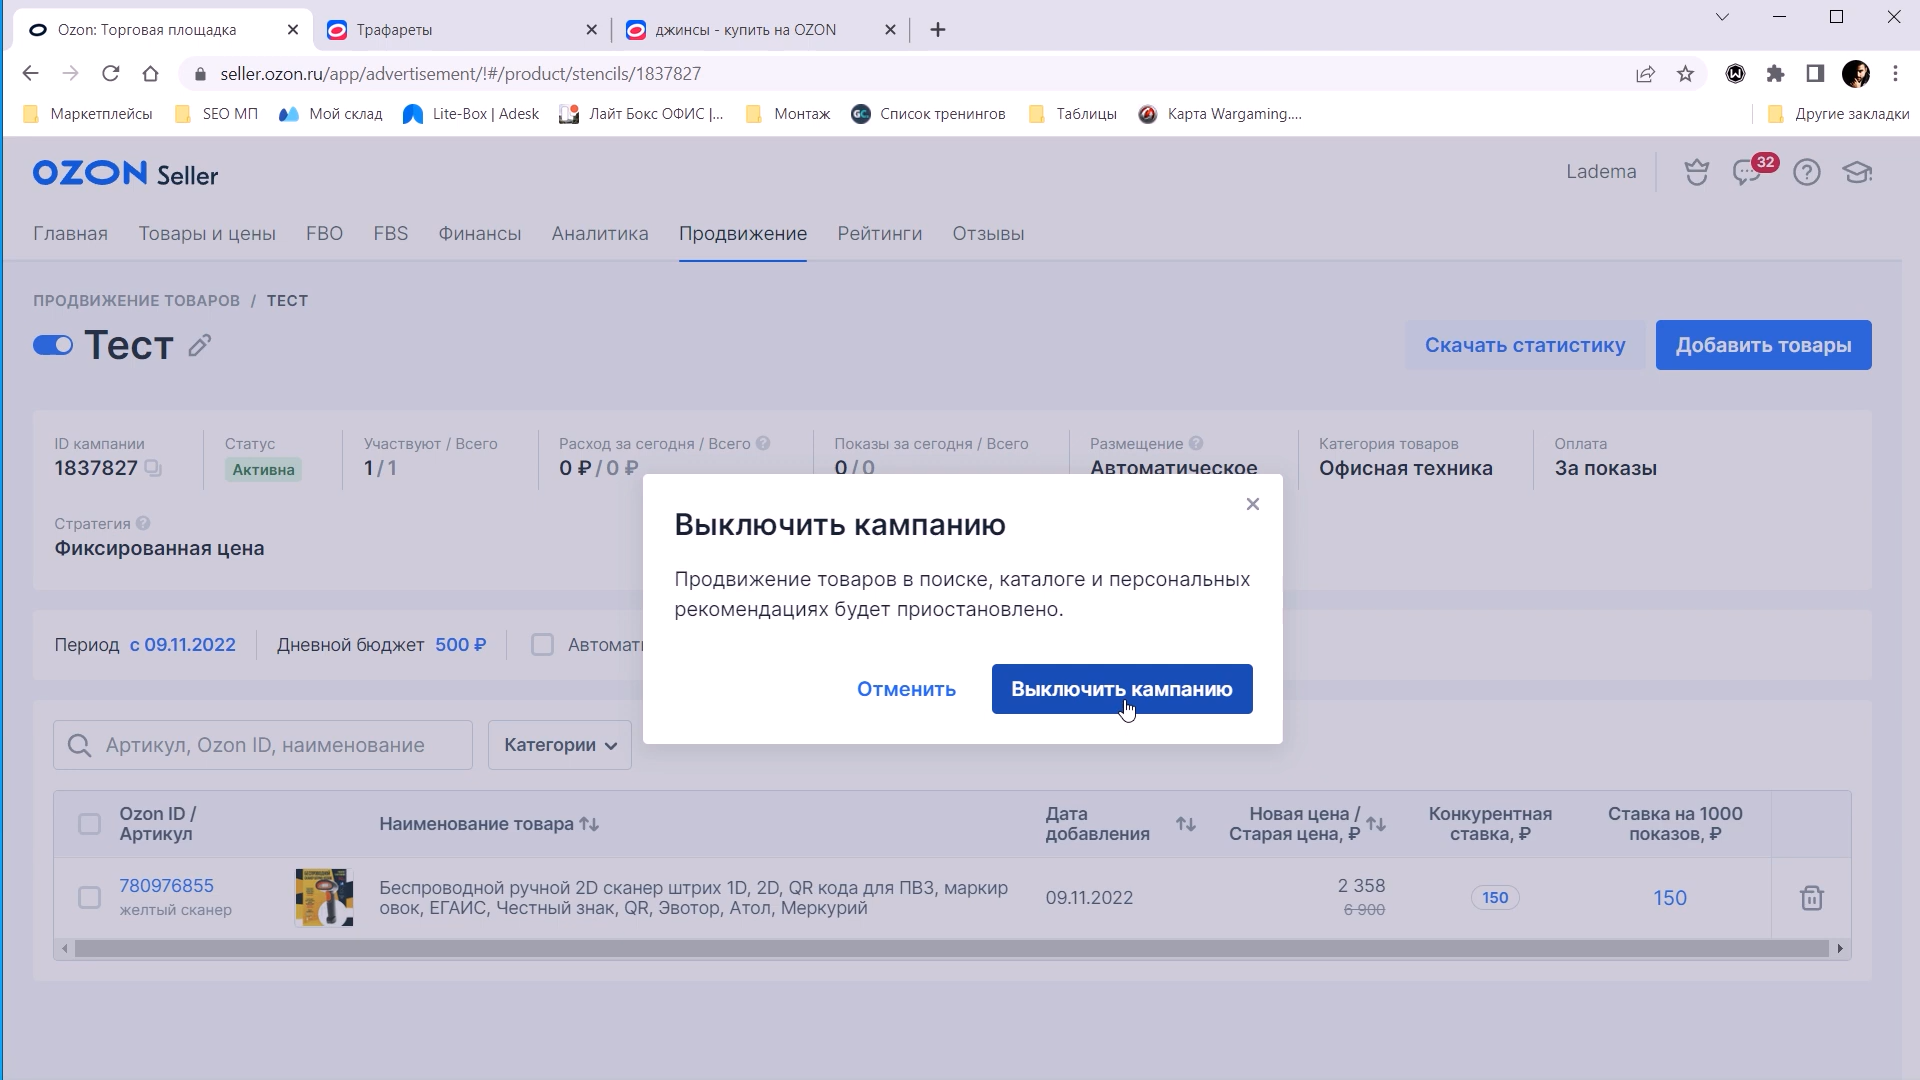 Ozon: Торговая площадка
Трафареты
джинсы - купить на OZON
seller.ozon.ru/app/advertisement/!#/product/stencils/1837827
Маркетплейсы
SEO МП
Мой склад
Lite-Box | Adesk
Лайт Бокс ОФИС |...
Монтаж
GC
Список тренингов
Таблицы
Карта Wargaming....
Другие закладки
OZON Seller
Ladema
32
Главная
Товары и цены
FBO
FBS
Финансы
Аналитика
Продвижение
Рейтинги
Отзывы
ПРОДВИЖЕНИЕ ТОВАРОВ / ТЕСТ
Тест
Скачать статистику
Добавить товары
ID кампании
1837827
Статус
Активна
Участвуют / Всего
1 / 1
Расход за сегодня / Всего
0 ₽ / 0 ₽
Показы за сегодня / Всего
0 / 0
Размещение
Автоматическое
Категория товаров
Офисная техника
Оплата
За показы
Стратегия
Фиксированная цена
Выключить кампанию
Продвижение товаров в поиске, каталоге и персональных
рекомендациях будет приостановлено.
Отменить
Выключить кампанию
Период с 09.11.2022
Дневной бюджет 500 ₽
Автомати
Артикул, Ozon ID, наименование
Категории
Ozon ID /
Артикул
Наименование товара
Дата
добавления
Новая цена /
Старая цена, ₽
Конкурентная
ставка, ₽
Ставка на 1000
показов, ₽
780976855
желтый сканер
Беспроводной ручной 2D сканер штрих 1D, 2D, QR кода для ПВЗ, маркир
овок, ЕГАИС, Честный знак, QR, Эвотор, Атол, Меркурий
09.11.2022
2 358
6 900
150
150